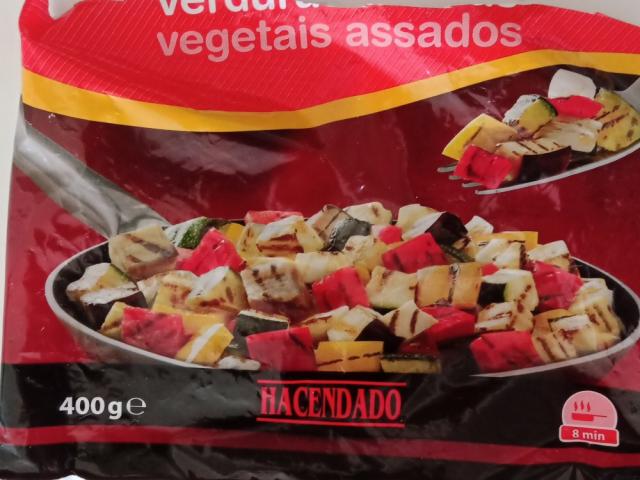 vegetais assados
400g℮
HACENDADO
8 min